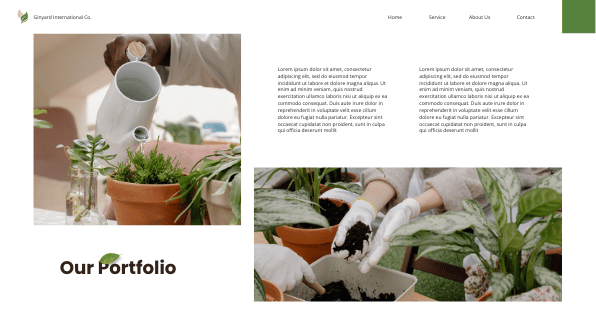 Ginyard International Co.
Home
Service
About Us
Contact
Lorem ipsum dolor sit amet, consectetur
adipiscing elit, sed do eiusmod tempor
incididunt ut labore et dolore magna aliqua. Ut
enim ad minim veniam, quis nostrud
exercitation ullamco laboris nisi ut aliquip ex ea
commodo consequat. Duis aute irure dolor in
reprehenderit in voluptate velit esse cillum
dolore eu fugiat nulla pariatur. Excepteur sint
occaecat cupidatat non proident, sunt in culpa
qui officia deserunt mollit
Lorem ipsum dolor sit amet, consectetur
adipiscing elit, sed do eiusmod tempor
incididunt ut labore et dolore magna aliqua. Ut
enim ad minim veniam, quis nostrud
exercitation ullamco laboris nisi ut aliquip ex ea
commodo consequat. Duis aute irure dolor in
reprehenderit in voluptate velit esse cillum
dolore eu fugiat nulla pariatur. Excepteur sint
occaecat cupidatat non proident, sunt in culpa
qui officia deserunt mollit
Our Portfolio